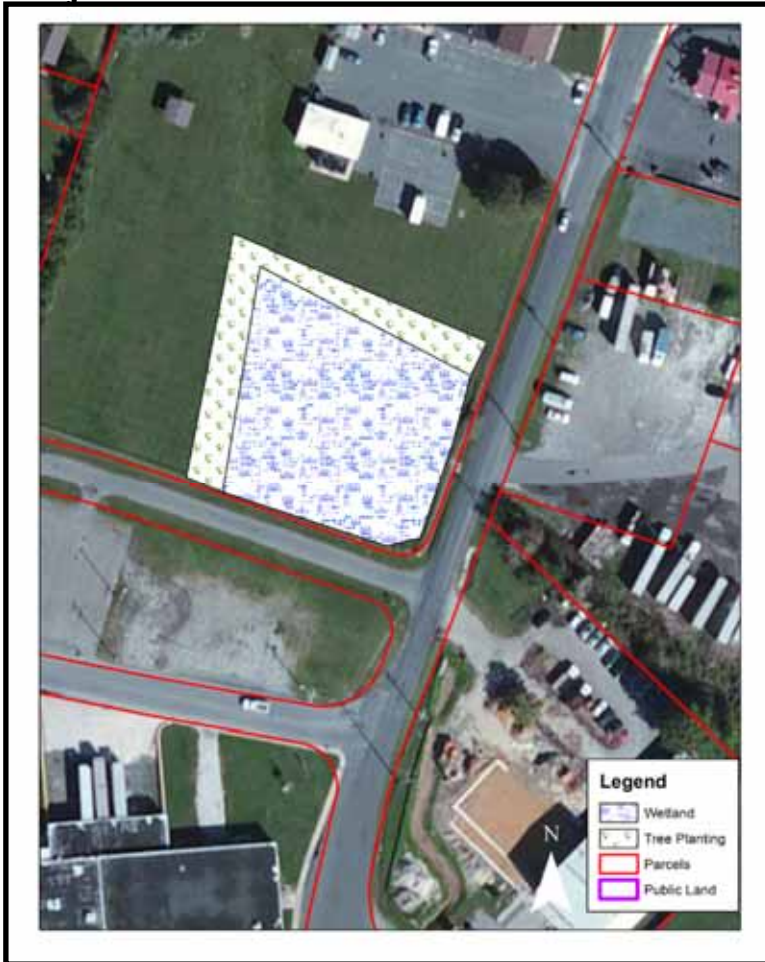 Legend
Wetland
Tree Planting
Parcels
Public Land
N